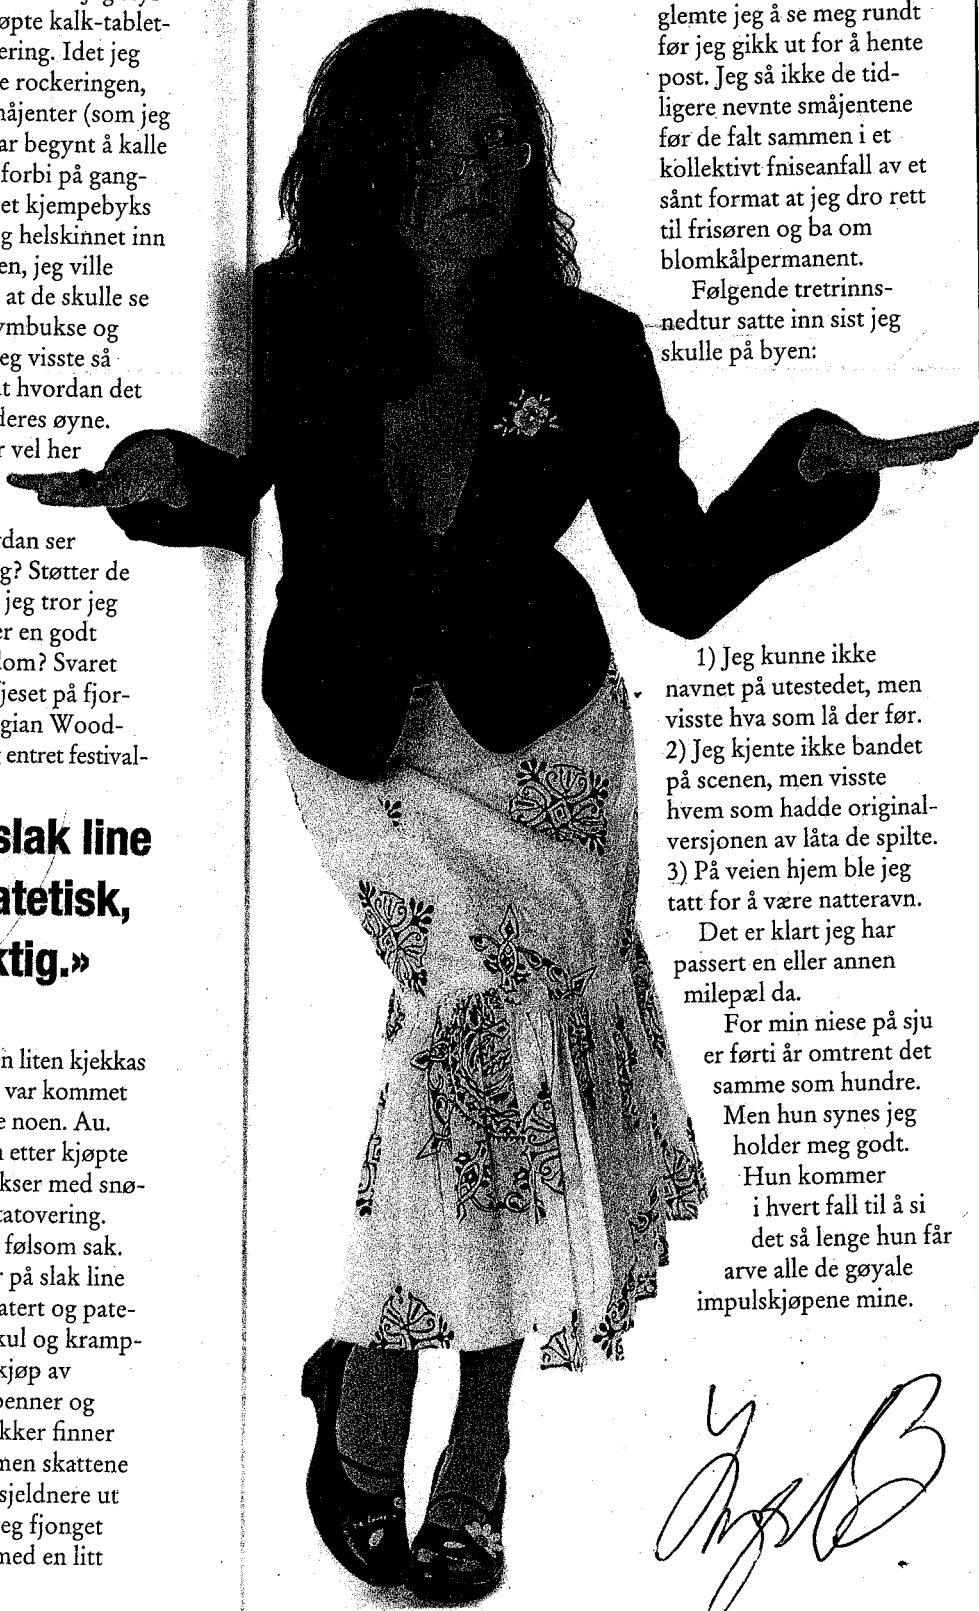 øpte kalk-tablet-
ering. Idet jeg
e rockeringen,
måjenter (som jeg
ar begynt å kalle
forbi på gang-
et kjempebyks
g helskinnet inn
en, jeg ville
at de skulle se
ymbukse og
eg visste så
t hvordan det
deres øyne.
r vel her
dan ser
g? Støtter de
jeg tror jeg
er en godt
dom? Svaret
jeset på fjor-
gian Wood-
entret festival-
slak line
atetisk,
ktig.»
n liten kjekkas
var kommet
e noen. Au.
etter kjøpte
kser med snø-
tatovering.
følsom sak.
r på slak line
atert og pate-
kul og kramp-
kjøp av
penner og
kker finner
men skattene
sjeldnere ut
eg fjonget
med en litt
glemte jeg å se meg rundt
før jeg gikk ut for å hente
post. Jeg så ikke de tid-
ligere nevnte småjentene
før de falt sammen i et
kollektivt fniseanfall av et
sånt format at jeg dro rett
til frisøren og ba om
blomkålpermanent.
Følgende tretrinns-
nedtur satte inn sist jeg
skulle på byen:
1) Jeg kunne ikke
navnet på utestedet, men
visste hva som lå der før.
2) Jeg kjente ikke bandet
på scenen, men visste
hvem som hadde original-
versjonen av låta de spilte.
3) På veien hjem ble jeg
tatt for å være natteravn.
Det er klart jeg har
passert en eller annen
milepæl da.
For min niese på sju
er førti år omtrent det
samme som hundre.
Men hun synes jeg
holder meg godt.
Hun kommer
i hvert fall til å si
det så lenge hun får
arve alle de gøyale
impulskjøpene mine.